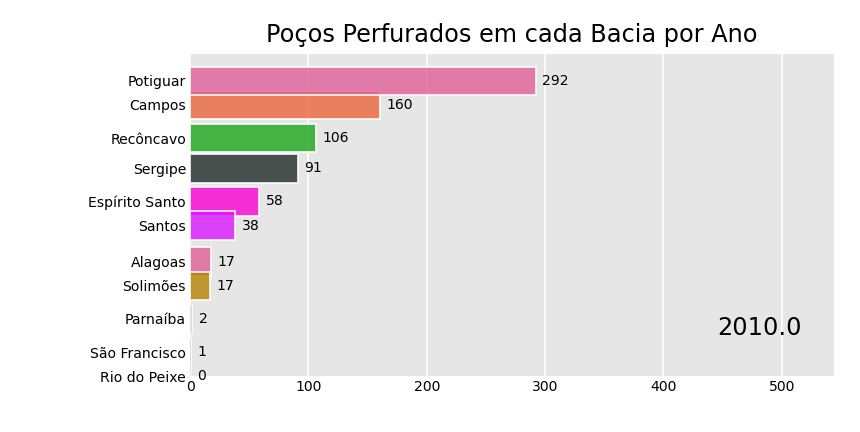 Poços Perfurados em cada Bacia por Ano
Potiguar 292
Campos 160
Recôncavo 106
Sergipe 91
Espírito Santo 58
Santos 38
Alagoas 17
Solimões 17
Parnaíba 2
2010.0
São Francisco 1
Rio do Peixe 0
0 100 200 300 400 500